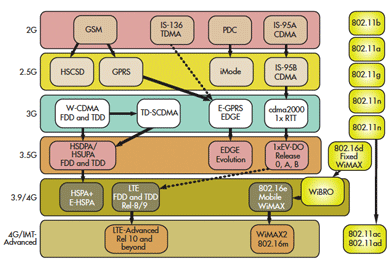 2G
GSM
IS-136
TDMA
PDC
IS-95A
CDMA
2.5G
HSCSD
GPRS
iMode
IS-95B
CDMA
3G
W-CDMA
FDD and TDD
TD-SCDMA
E-GPRS
EDGE
cdma2000
1x RTT
3.5G
HSDPA/
HSUPA
FDD and TDD
EDGE
Evolution
1xEV-DO
Release
0, A, B
3.9/4G
HSPA+
E-HSPA
LTE
FDD and TDD
Rel-8/9
802.16e
Mobile
WiMAX
WiBRO
4G/IMT-
Advanced
LTE-Advanced
Rel 10 and
beyond
WiMAX2
802.16m
802.11b
802.11a
802.11g
802.11n
802.11n
802.16d
Fixed
WiMAX
802.11ac
802.11ad